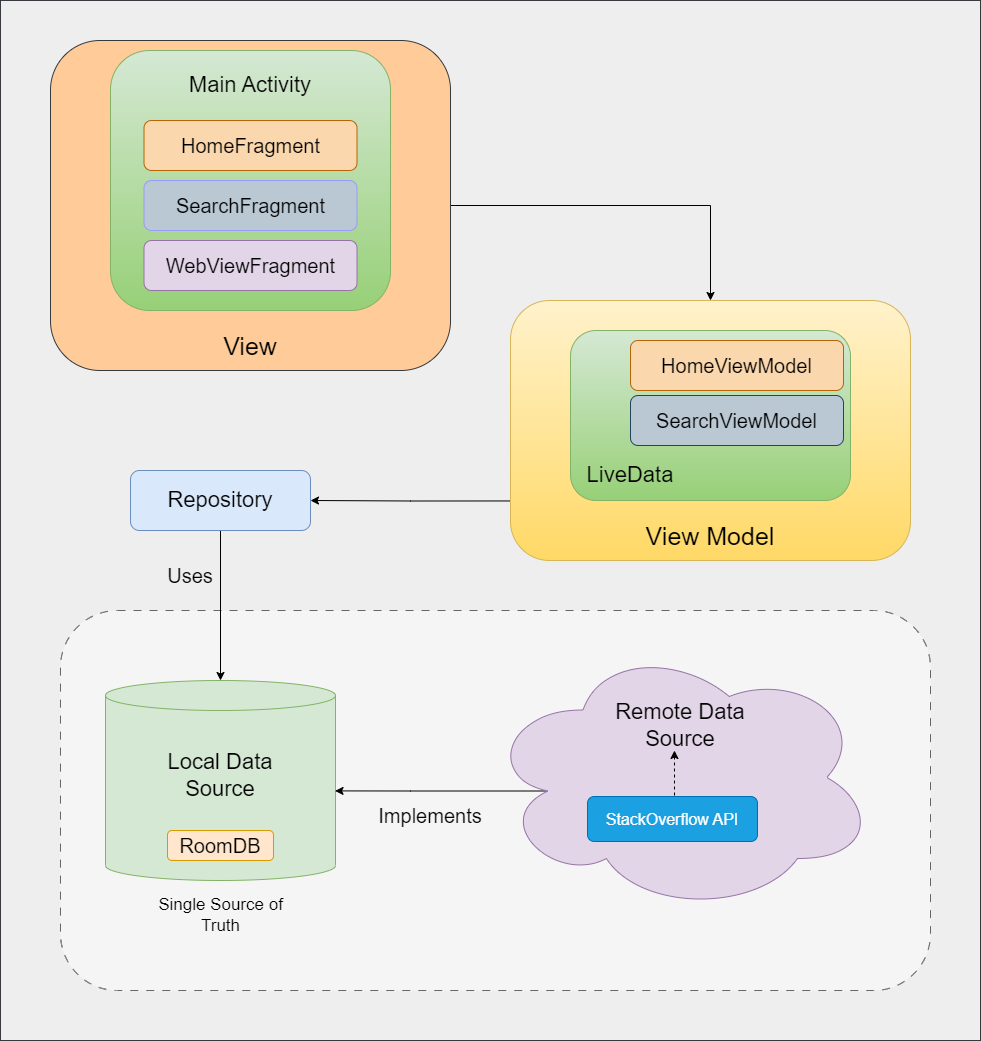 Main Activity
HomeFragment
SearchFragment
WebViewFragment
View
HomeViewModel
SearchViewModel
LiveData
View Model
Repository
Uses
Local Data
Source
RoomDB
Single Source of
Truth
Implements
Remote Data
Source
StackOverflow API